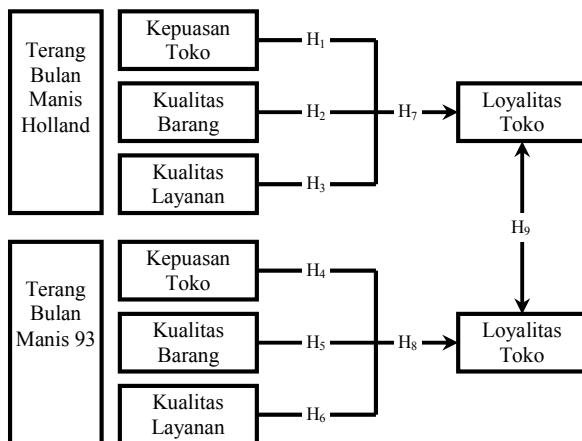 Terang
Bulan
Manis
Holland
Kepuasan
Toko
H₁
Kualitas
Barang
H₂
H₇
Loyalitas
Toko
Kualitas
Layanan
H₃
H₉
Terang
Bulan
Manis 93
Kepuasan
Toko
H₄
Kualitas
Barang
H₅
H₈
Loyalitas
Toko
Kualitas
Layanan
H₆